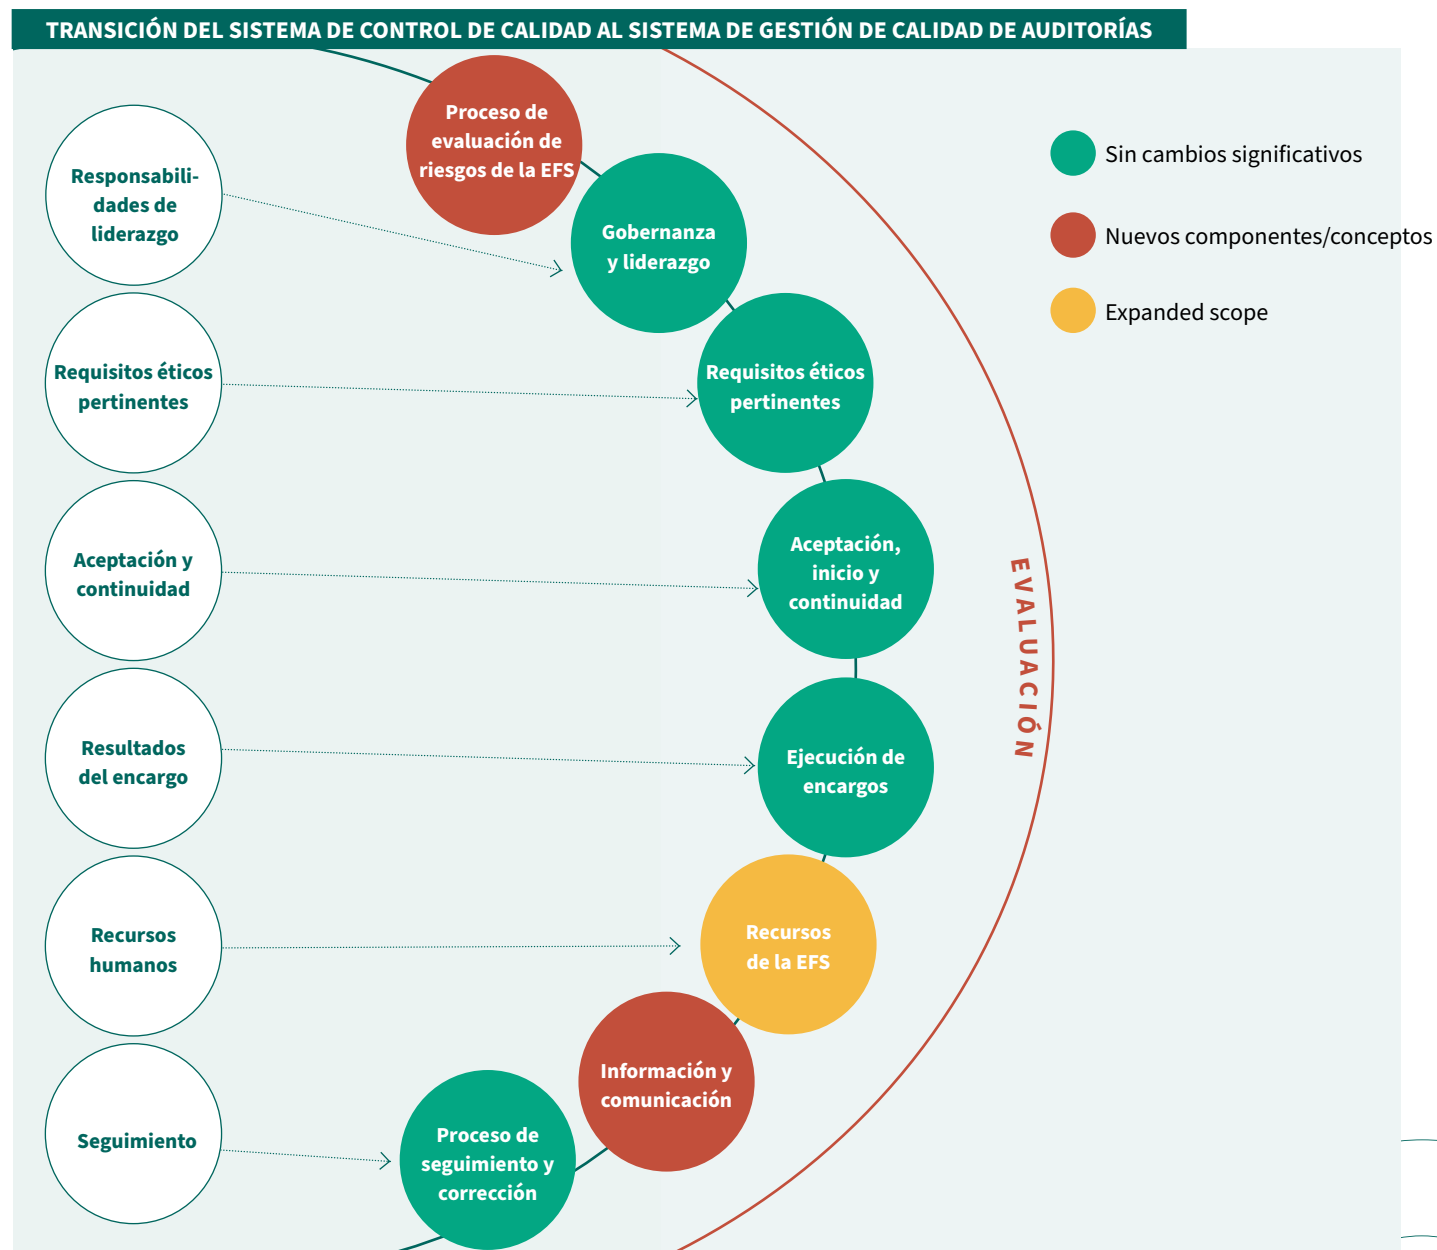 TRANSICIÓN DEL SISTEMA DE CONTROL DE CALIDAD AL SISTEMA DE GESTIÓN DE CALIDAD DE AUDITORÍAS
Responsabili-
dades de
liderazgo
Requisitos éticos
pertinentes
Aceptación y
continuidad
Resultados
del encargo
Recursos
humanos
Seguimiento
Proceso de
evaluación de
riesgos de la EFS
Gobernanza
y liderazgo
Requisitos éticos
pertinentes
Aceptación,
inicio y
continuidad
Ejecución de
encargos
Recursos
de la EFS
Información y
comunicación
Proceso de
seguimiento y
corrección
EVALUACIÓN
Sin cambios significativos
Nuevos componentes/conceptos
Expanded scope